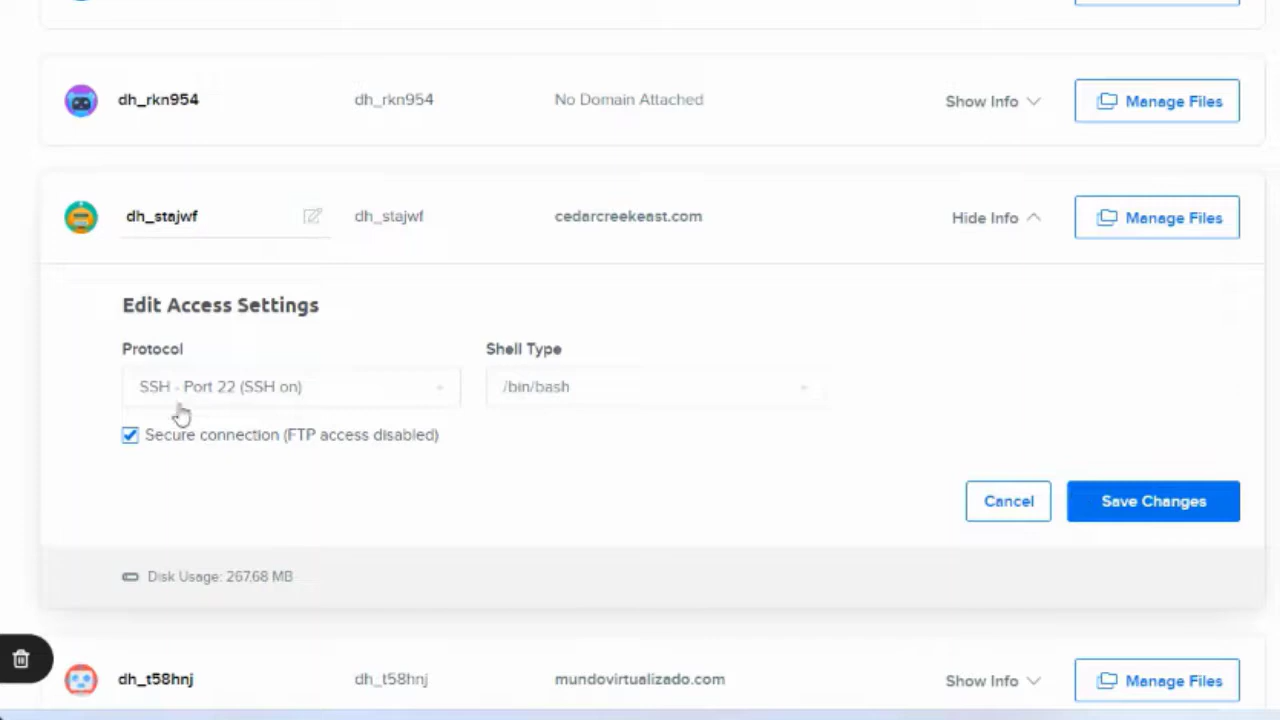 dh_rkn954 dh_rkn954 No Domain Attached Show Info Manage Files
dh_stajwf dh_stajwf cedarcreekeast.com Hide Info Manage Files
Edit Access Settings
Protocol Shell Type
SSH - Port 22 (SSH on) /bin/bash
Secure connection (FTP access disabled)
Cancel Save Changes
Disk Usage: 267.68 MB
dh_t58hnj dh_t58hnj mundovirtualizado.com Show Info Manage Files